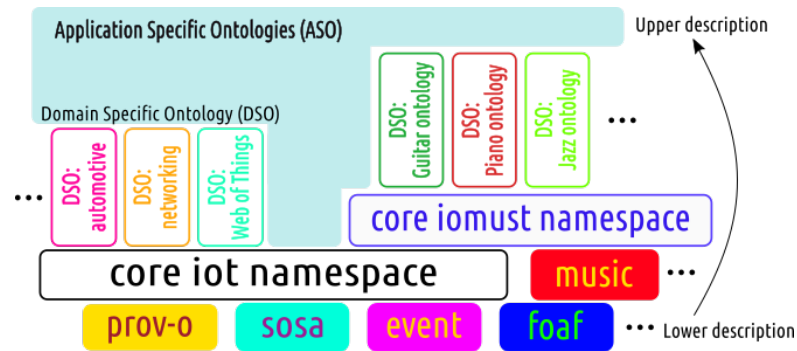 Application Specific Ontologies (ASO)
Upper description
Domain Specific Ontology (DSO)
DSO:
Guitar ontology
DSO:
Piano ontology
DSO:
Jazz ontology
...
...
DSO:
automotive
DSO:
networking
DSO:
Web of Things
core iomust namespace
core iot namespace
music
...
prov-o
sosa
event
foaf
...
Lower description